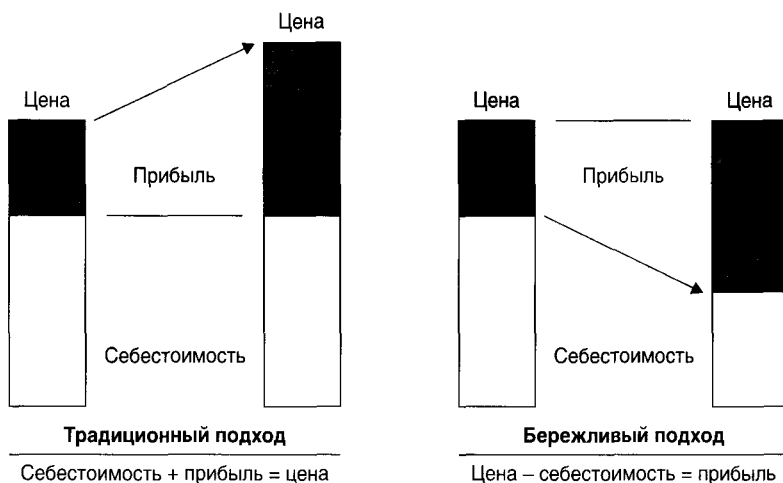 Цена
Цена
Прибыль
Себестоимость
Традиционный подход
Себестоимость + прибыль = цена
Цена
Цена
Прибыль
Себестоимость
Бережливый подход
Цена – себестоимость = прибыль